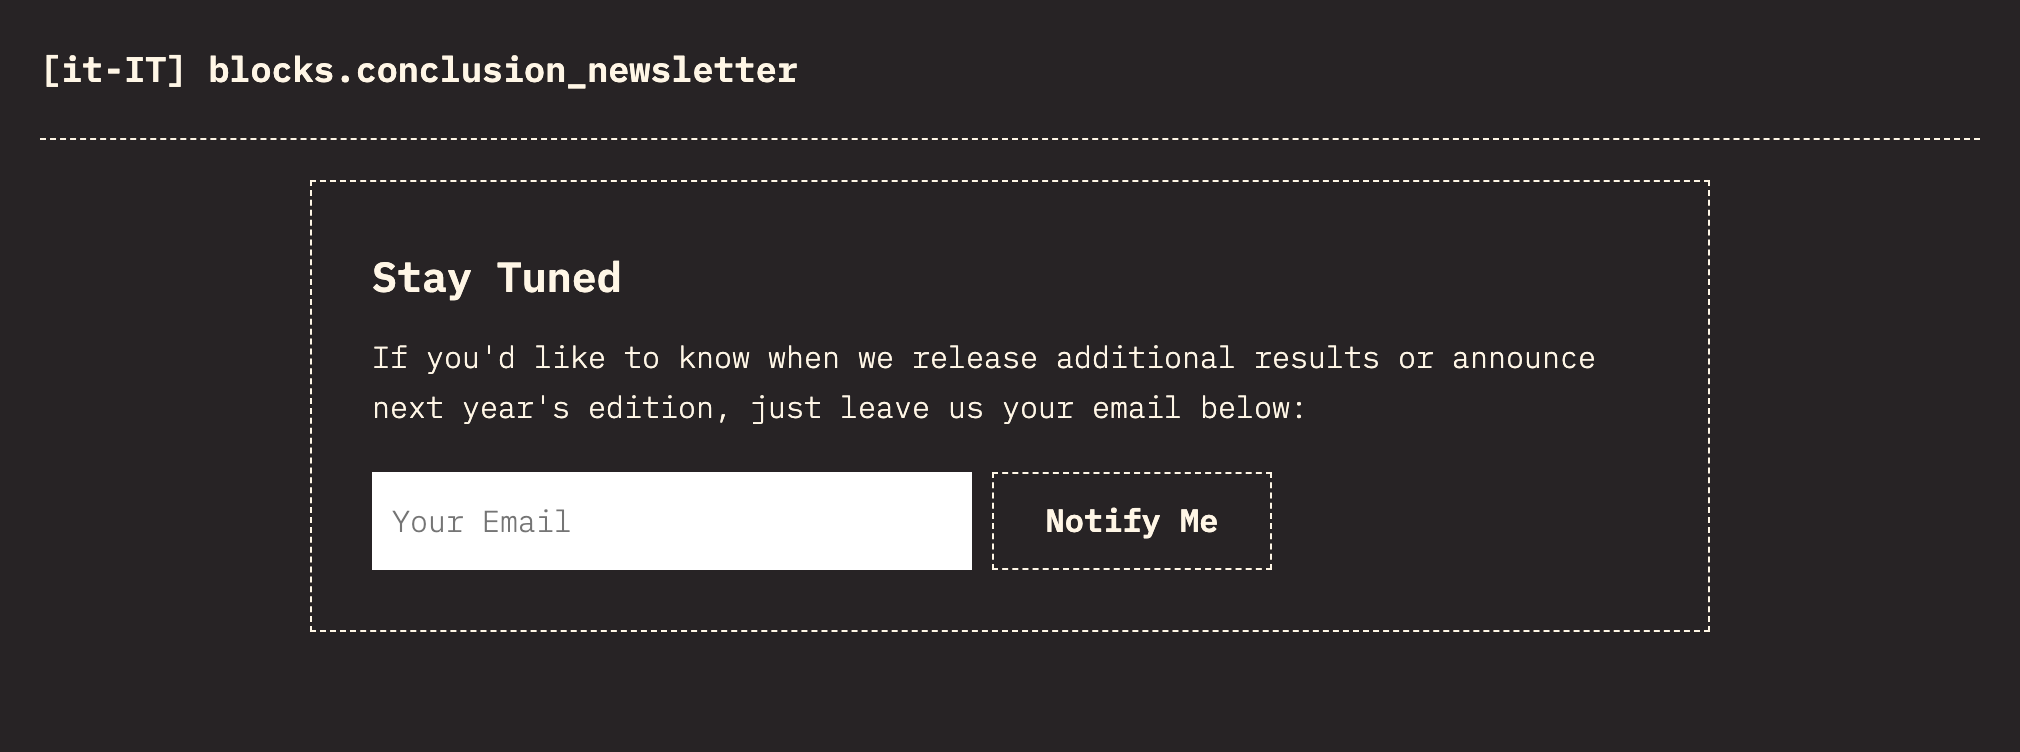 [it-IT] blocks.conclusion_newsletter
Stay Tuned
If you'd like to know when we release additional results or announce
next year's edition, just leave us your email below:
Your Email
Notify Me